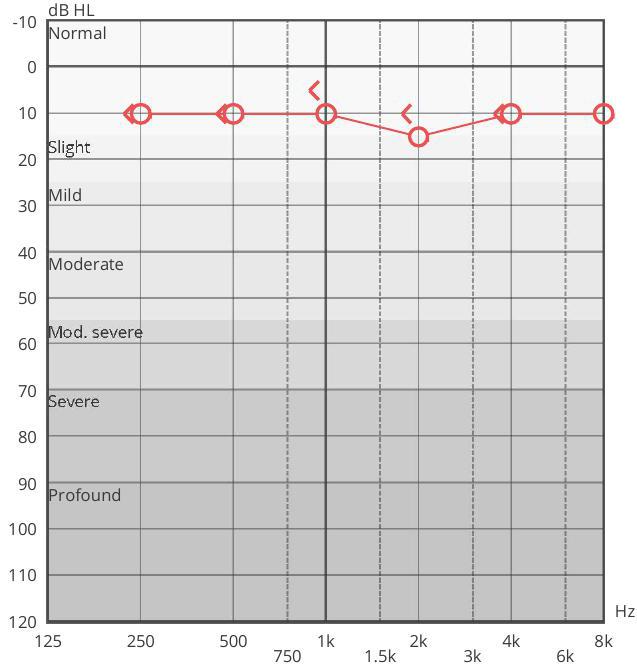 dB HL
-10
Normal
0
10
Slight
20
Mild
30
40
Moderate
50
Mod. severe
60
70
Severe
80
90
Profound
100
110
120
Hz
125 250 500 1k 2k 4k 8k
750 1.5k 3k 6k